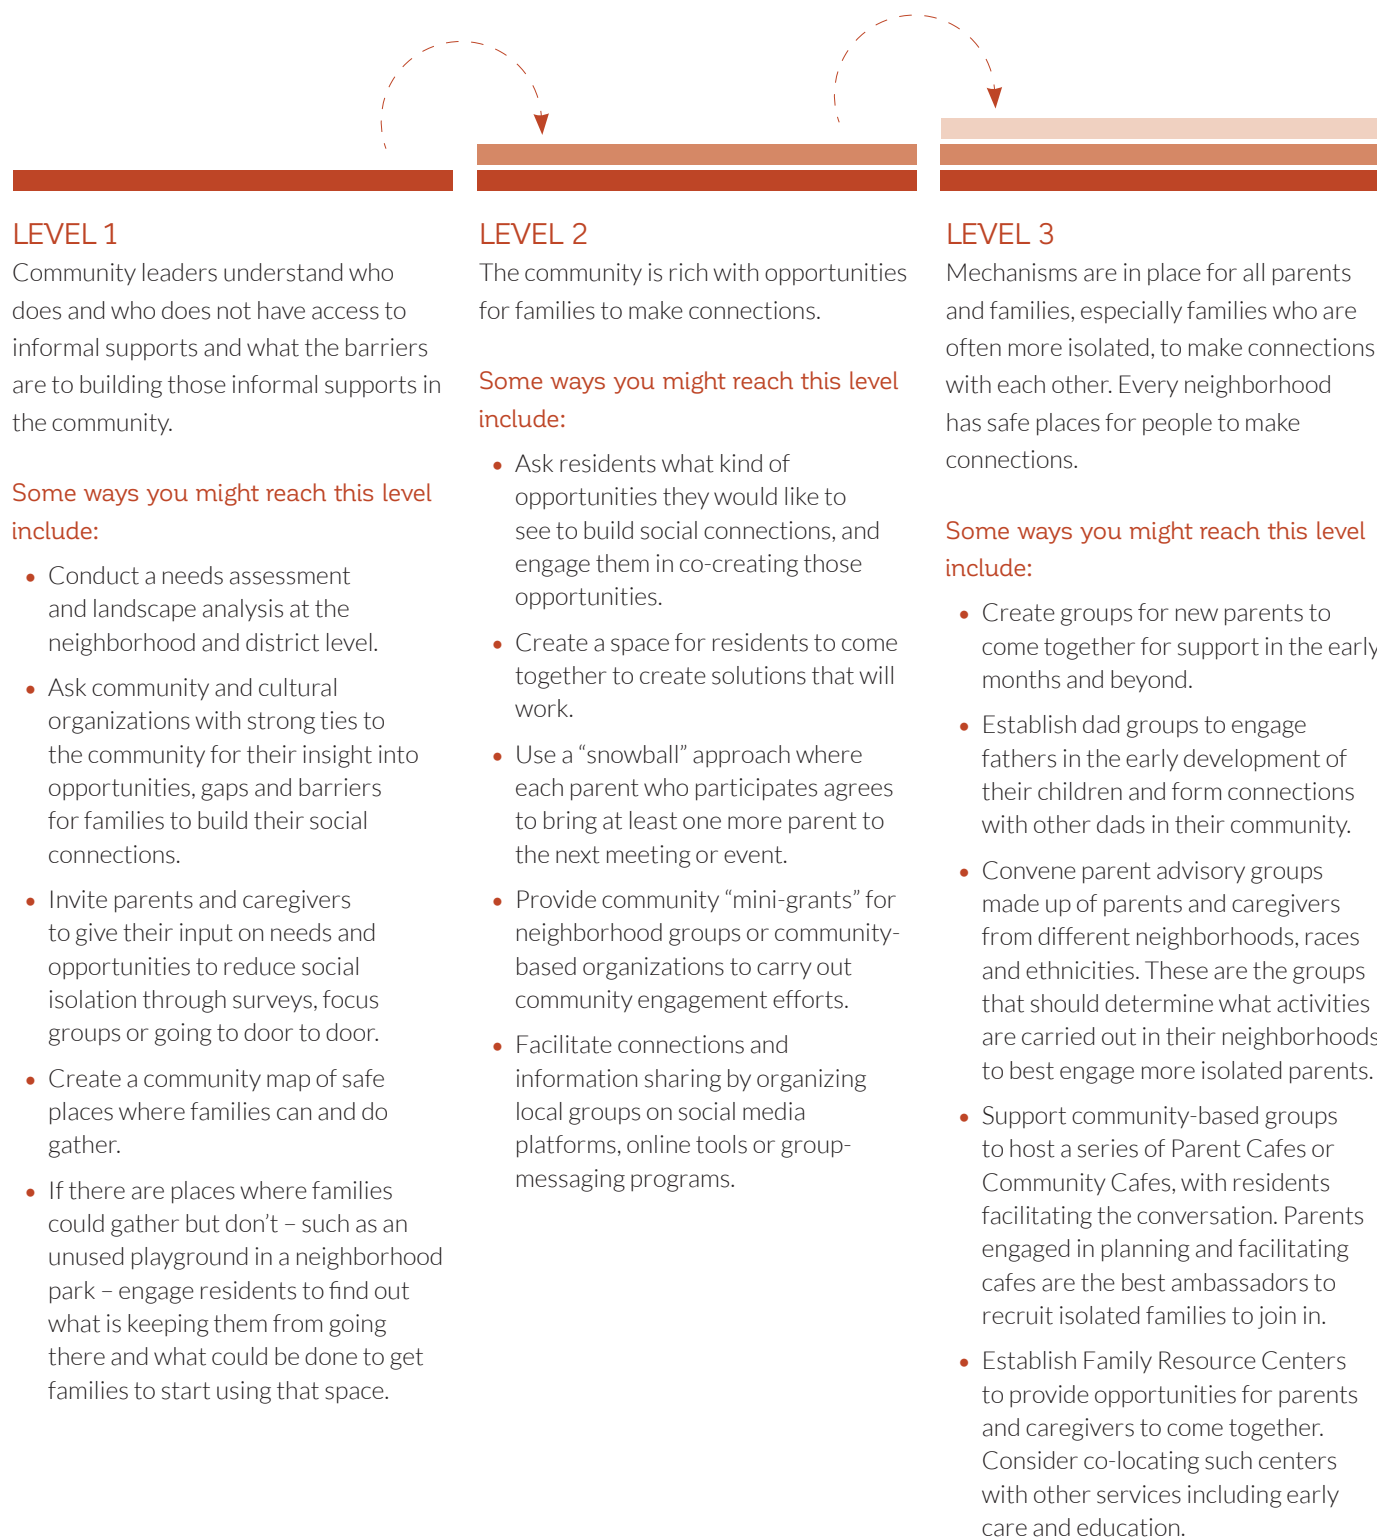 LEVEL 1
Community leaders understand who
does and who does not have access to
informal supports and what the barriers
are to building those informal supports in
the community.
Some ways you might reach this level
include:
• Conduct a needs assessment
and landscape analysis at the
neighborhood and district level.
• Ask community and cultural
organizations with strong ties to
the community for their insight into
opportunities, gaps and barriers
for families to build their social
connections.
• Invite parents and caregivers
to give their input on needs and
opportunities to reduce social
isolation through surveys, focus
groups or going to door to door.
• Create a community map of safe
places where families can and do
gather.
• If there are places where families
could gather but don’t – such as an
unused playground in a neighborhood
park – engage residents to find out
what is keeping them from going
there and what could be done to get
families to start using that space.
LEVEL 2
The community is rich with opportunities
for families to make connections.
Some ways you might reach this level
include:
• Ask residents what kind of
opportunities they would like to
see to build social connections, and
engage them in co-creating those
opportunities.
• Create a space for residents to come
together to create solutions that will
work.
• Use a “snowball” approach where
each parent who participates agrees
to bring at least one more parent to
the next meeting or event.
• Provide community “mini-grants” for
neighborhood groups or community-
based organizations to carry out
community engagement efforts.
• Facilitate connections and
information sharing by organizing
local groups on social media
platforms, online tools or group-
messaging programs.
LEVEL 3
Mechanisms are in place for all parents
and families, especially families who are
often more isolated, to make connections
with each other. Every neighborhood
has safe places for people to make
connections.
Some ways you might reach this level
include:
• Create groups for new parents to
come together for support in the early
months and beyond.
• Establish dad groups to engage
fathers in the early development of
their children and form connections
with other dads in their community.
• Convene parent advisory groups
made up of parents and caregivers
from different neighborhoods, races
and ethnicities. These are the groups
that should determine what activities
are carried out in their neighborhoods
to best engage more isolated parents.
• Support community-based groups
to host a series of Parent Cafes or
Community Cafes, with residents
facilitating the conversation. Parents
engaged in planning and facilitating
cafes are the best ambassadors to
recruit isolated families to join in.
• Establish Family Resource Centers
to provide opportunities for parents
and caregivers to come together.
Consider co-locating such centers
with other services including early
care and education.